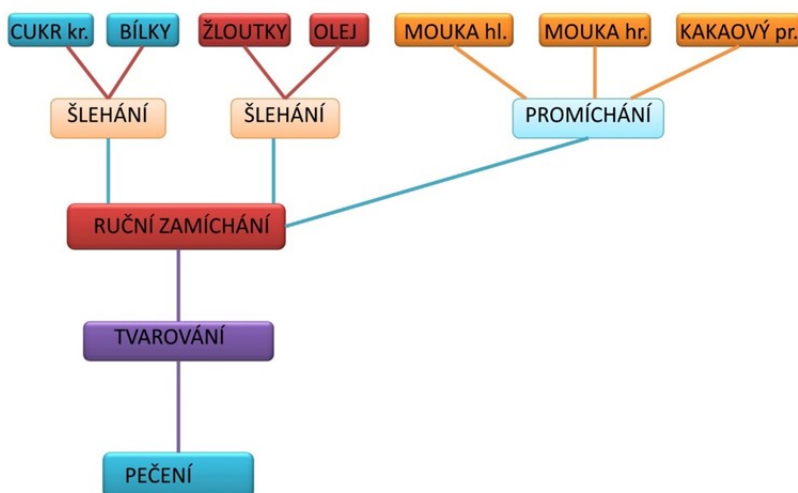 CUKR kr.
BÍLKY
ŽLOUTKY
OLEJ
MOUKA hl.
MOUKA hr.
KAKAOVÝ pr.
ŠLEHÁNÍ
ŠLEHÁNÍ
PROMÍCHÁNÍ
RUČNÍ ZAMÍCHÁNÍ
TVAROVÁNÍ
PEČENÍ